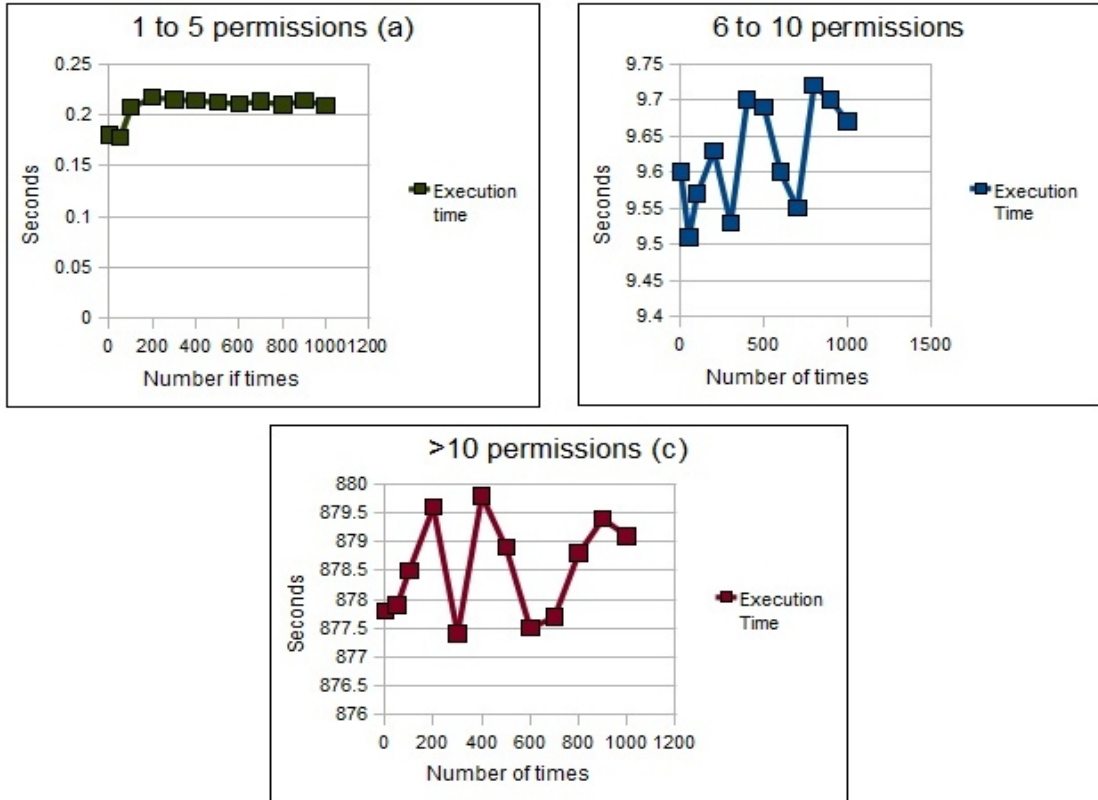 1 to 5 permissions (a)
0.25
0.2
0.15
0.1
0.05
0
Seconds
0 200 400 600 800 1000 1200
Number if times
Execution
time
6 to 10 permissions
9.75
9.7
9.65
9.6
9.55
9.5
9.45
9.4
Seconds
0 500 1000 1500
Number of times
Execution
Time
>10 permissions (c)
880
879.5
879
878.5
878
877.5
877
876.5
876
Seconds
0 200 400 600 800 1000 1200
Number of times
Execution
Time